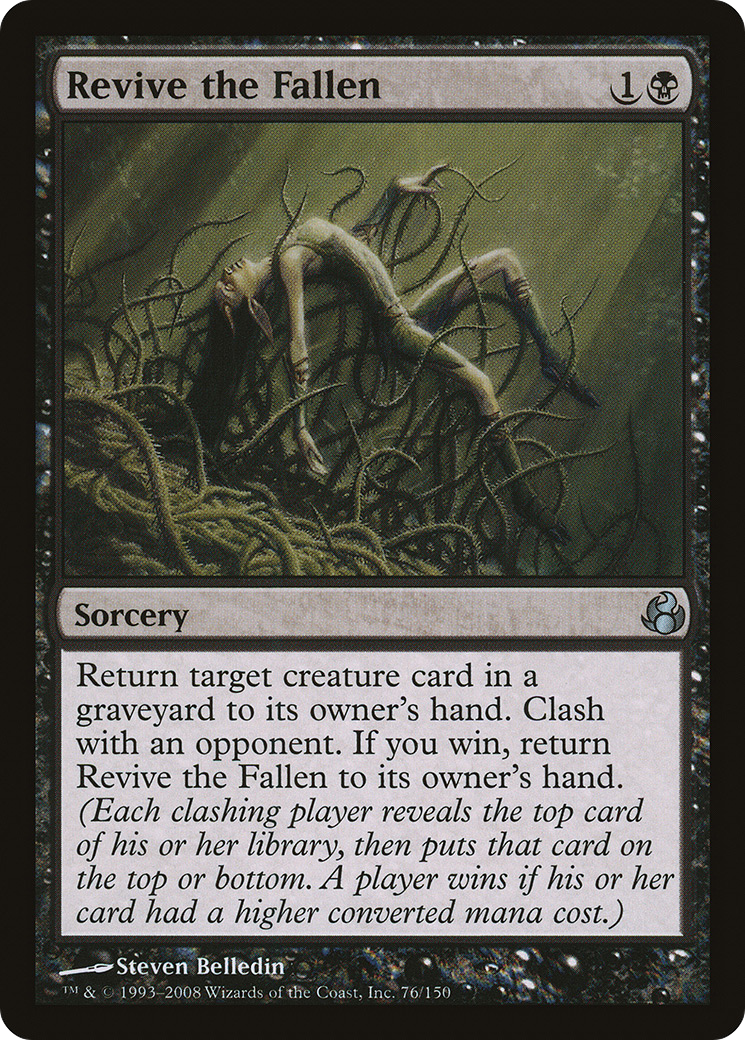 Revive the Fallen 1
Sorcery
Return target creature card in a
graveyard to its owner's hand. Clash
with an opponent. If you win, return
Revive the Fallen to its owner's hand.
(Each clashing player reveals the top card
of his or her library, then puts that card on
the top or bottom. A player wins if his or her
card had a higher converted mana cost.)
Steven Belledin
™ & © 1993–2008 Wizards of the Coast, Inc. 76/150